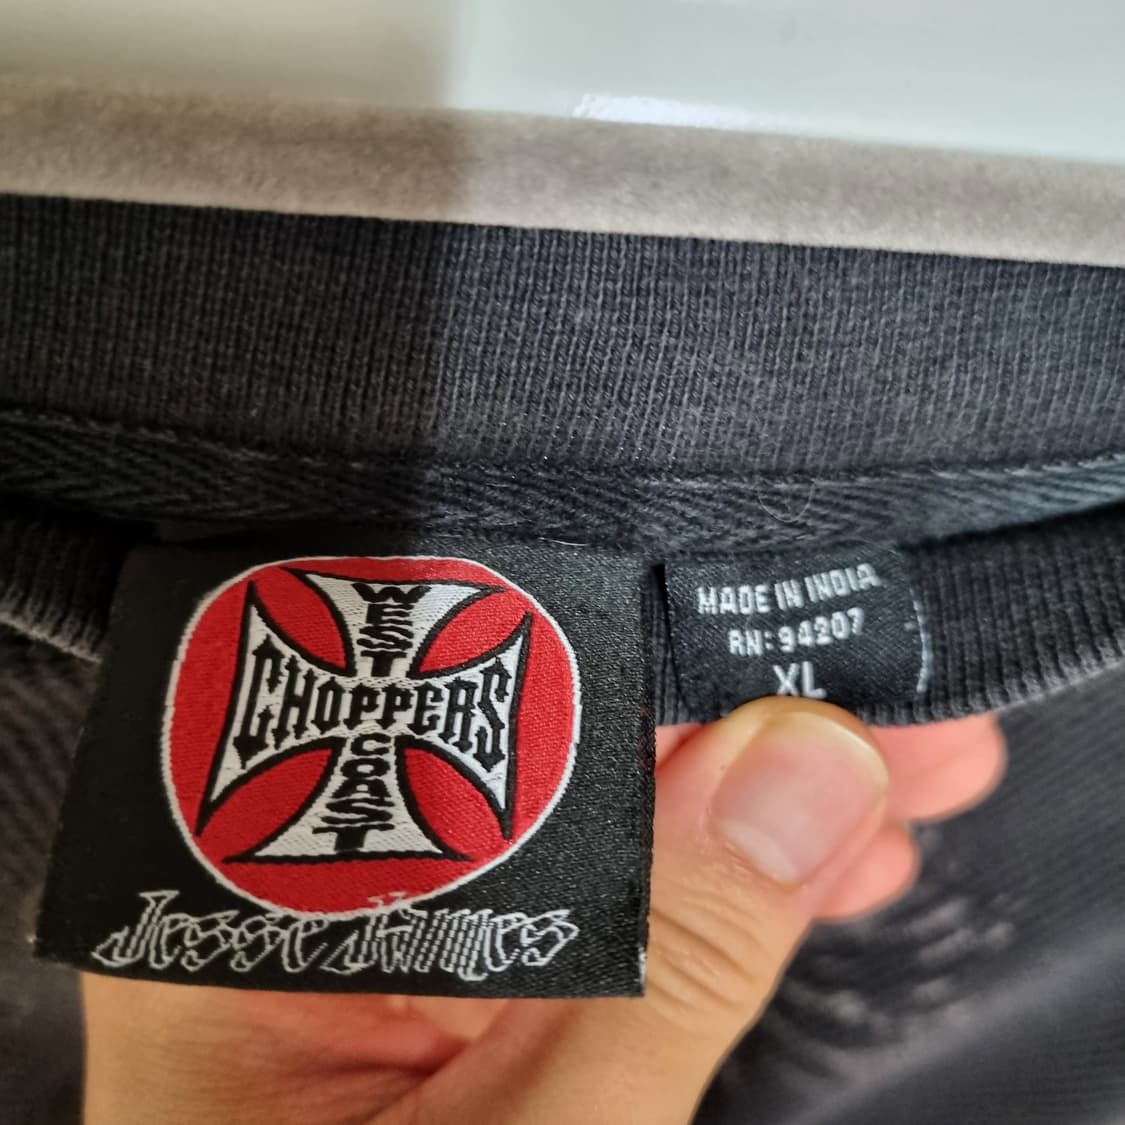 WEST
CHOPPERS
COAST
Jesse James
MADE IN INDIA
RN: 94207
XL